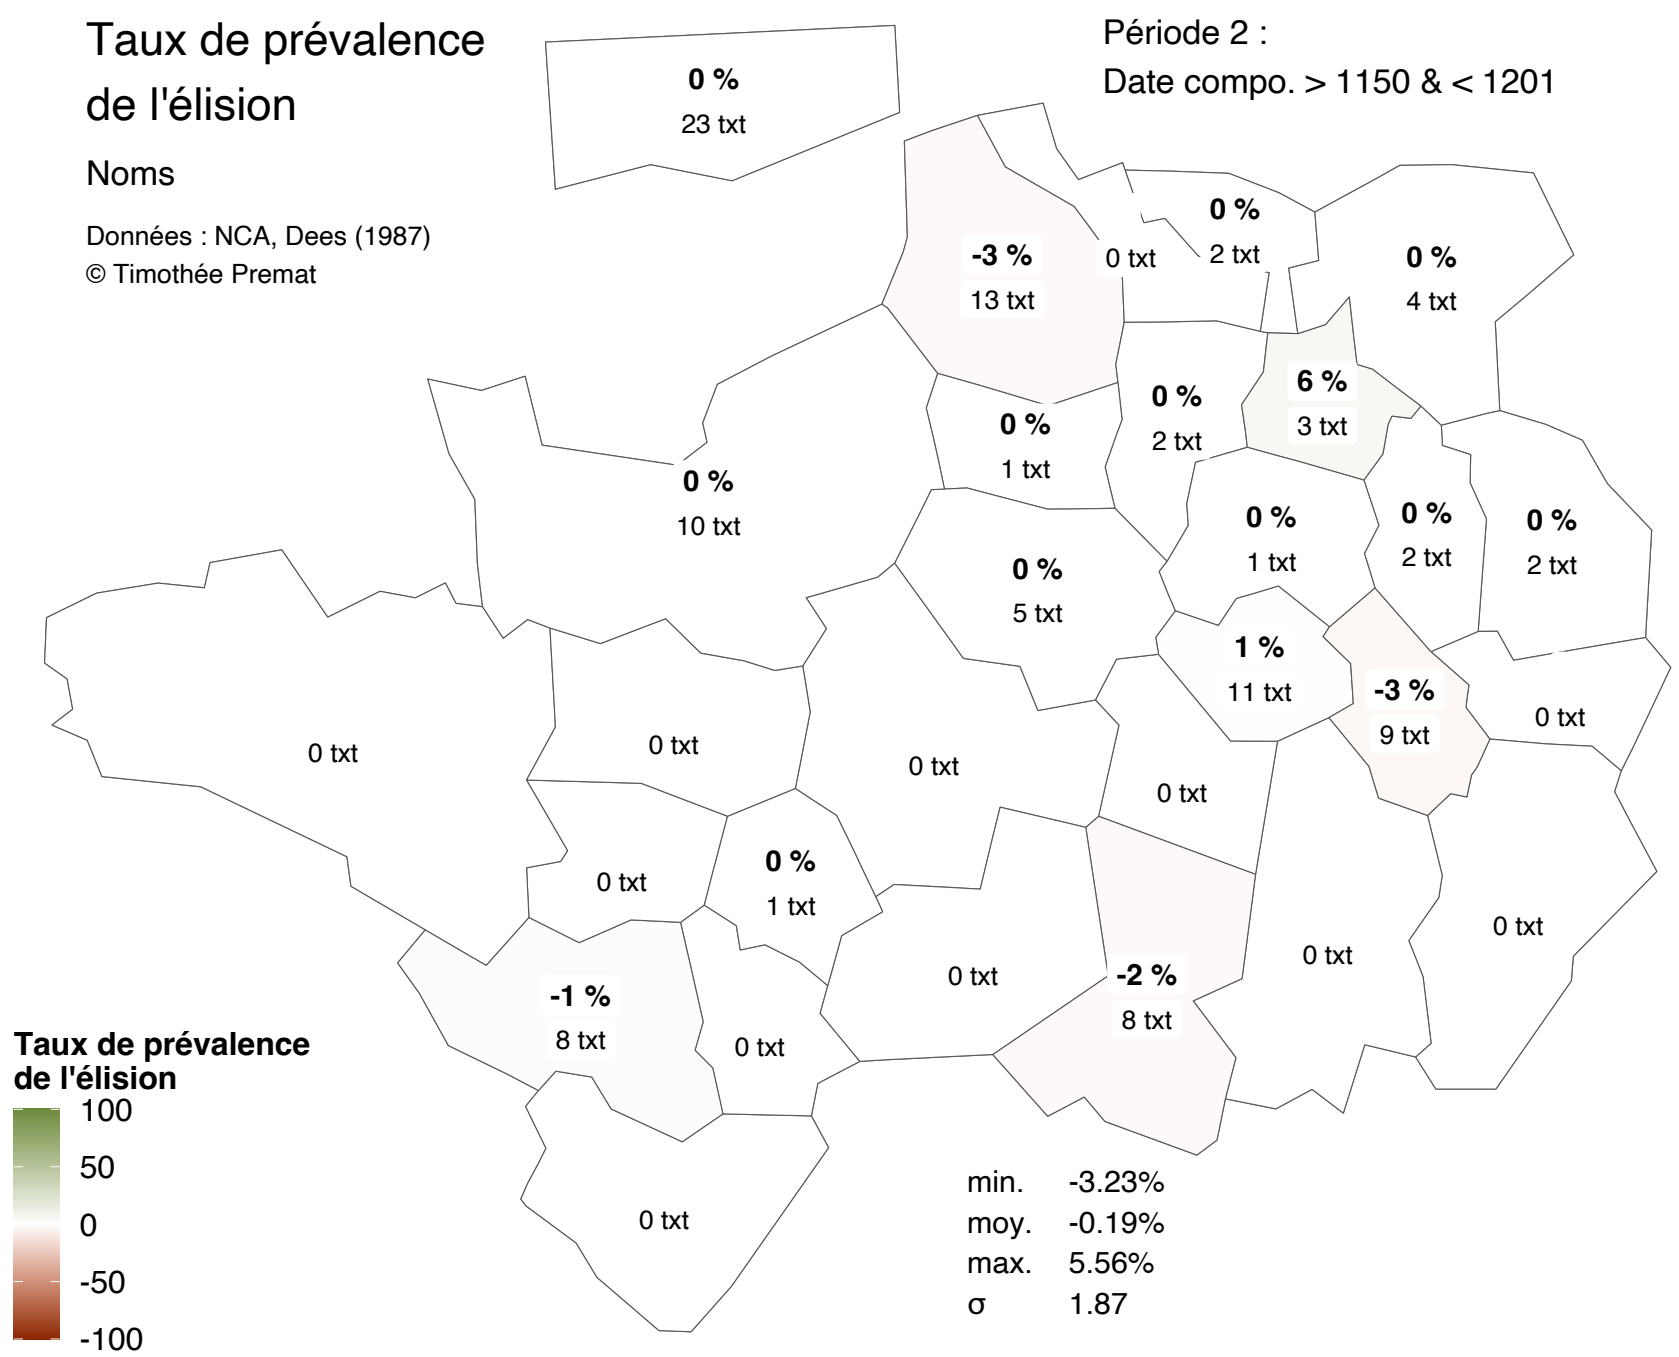 Taux de prévalence
de l'élision
Noms
Données : NCA, Dees (1987)
© Timothée Premat
Période 2 :
Date compo. > 1150 & < 1201
0 %
23 txt
-3 %
13 txt
0 txt
0 %
2 txt
0 %
4 txt
6 %
3 txt
0 %
2 txt
0 %
1 txt
0 %
10 txt
0 %
1 txt
0 %
2 txt
0 %
2 txt
0 %
5 txt
1 %
11 txt
-3 %
9 txt
0 txt
0 txt
0 txt
0 txt
0 txt
0 txt
0 %
1 txt
0 txt
0 txt
0 txt
-2 %
8 txt
-1 %
8 txt
0 txt
0 txt
Taux de prévalence
de l'élision
100
50
0
-50
-100
min. -3.23%
moy. -0.19%
max. 5.56%
σ 1.87